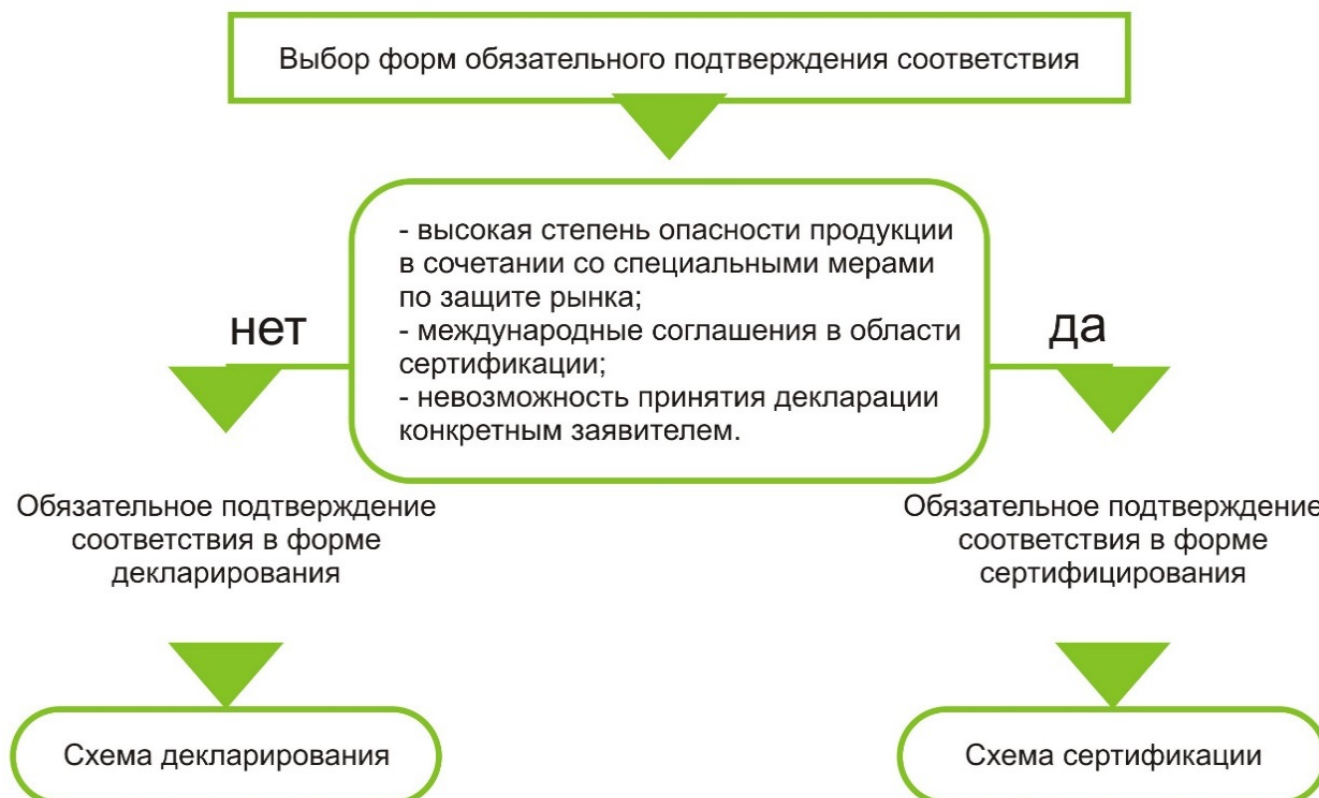 Выбор форм обязательного подтверждения соответствия
- высокая степень опасности продукции
в сочетании со специальными мерами
по защите рынка;
- международные соглашения в области
сертификации;
- невозможность принятия декларации
конкретным заявителем.
нет
да
Обязательное подтверждение
соответствия в форме
декларирования
Обязательное подтверждение
соответствия в форме
сертифицирования
Схема декларирования
Схема сертификации